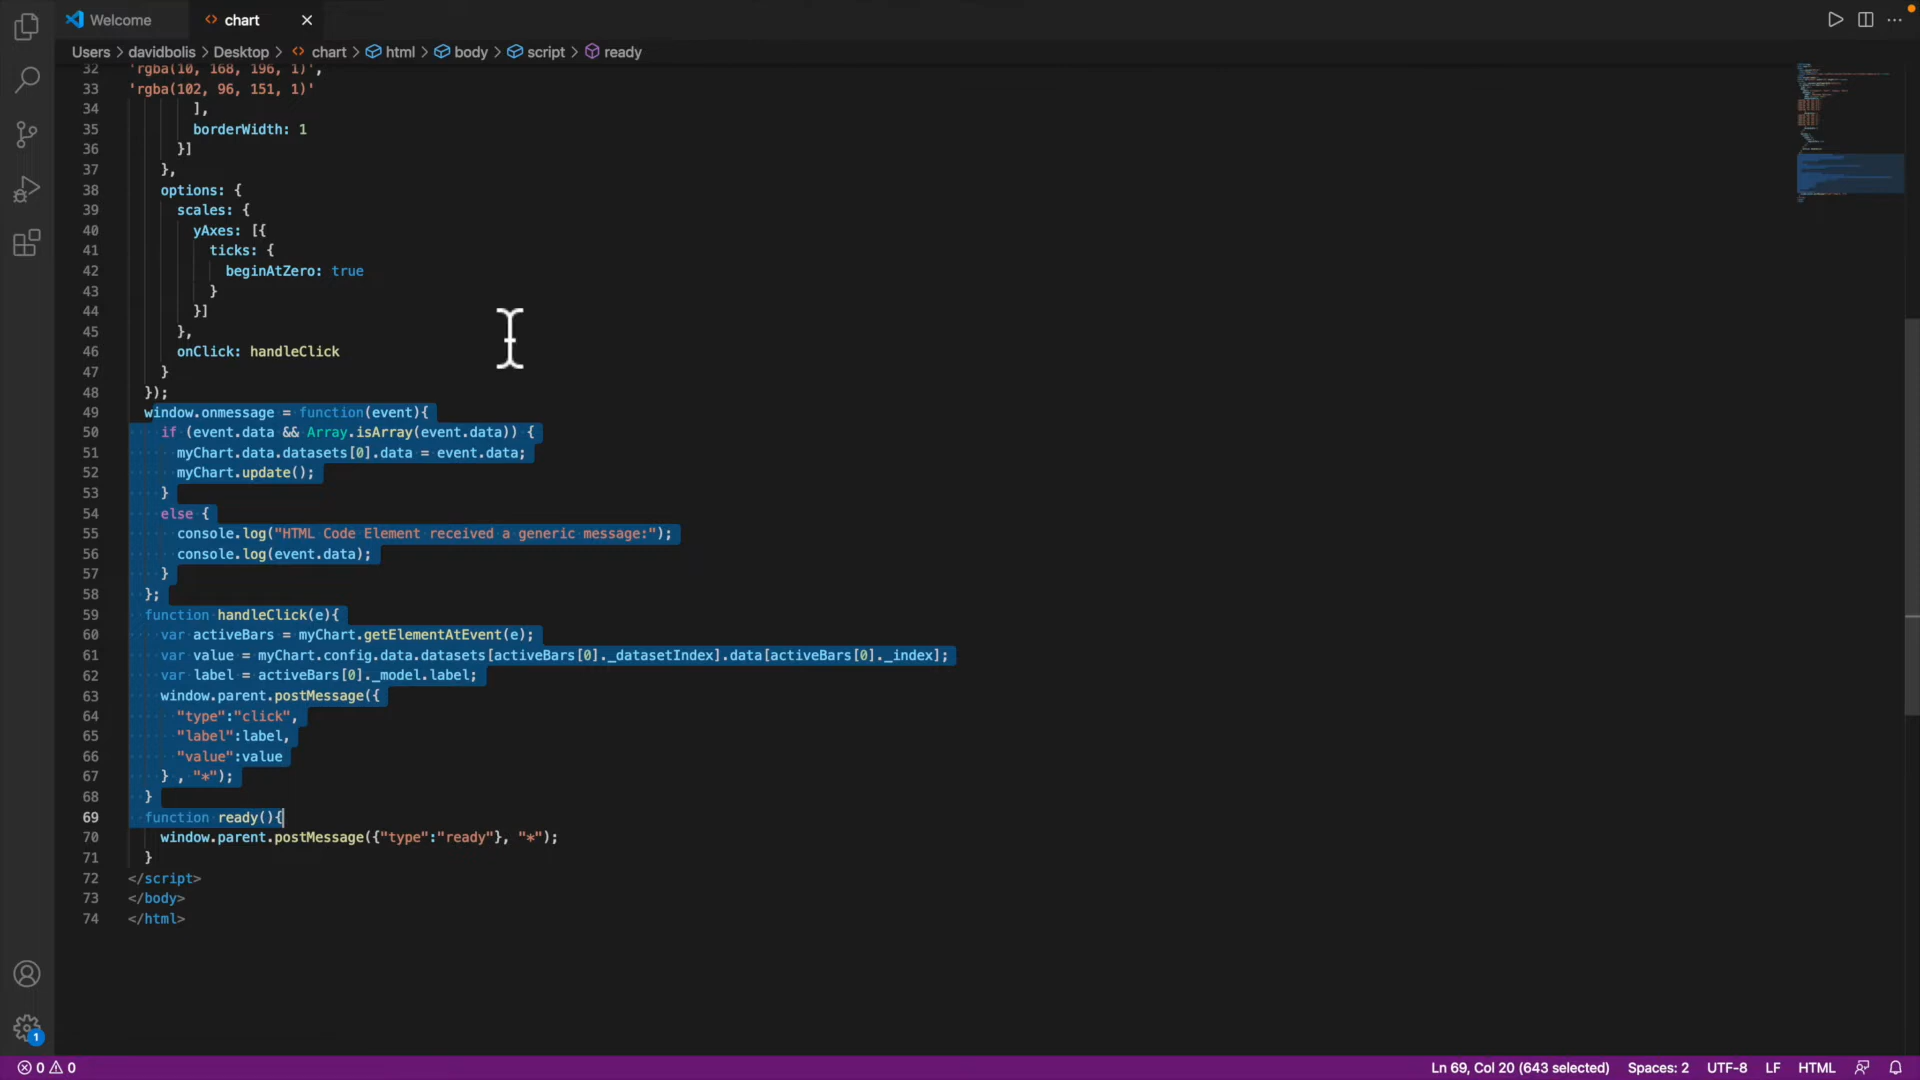 Welcome
chart
Users > davidbolis > Desktop > chart > html > body > script > ready
32 'rgba(10, 168, 196, 1)',
33 'rgba(102, 96, 151, 1)'
34 ],
35 borderWidth: 1
36 }]
37 },
38 options: {
39 scales: {
40 yAxes: [{
41 ticks: {
42 beginAtZero: true
43 }
44 }]
45 },
46 onClick: handleClick
47 }
48 });
49 window.onmessage = function(event){
50 if (event.data && Array.isArray(event.data)) {
51 myChart.data.datasets[0].data = event.data;
52 myChart.update();
53 }
54 else {
55 console.log("HTML Code Element received a generic message:");
56 console.log(event.data);
57 }
58 };
59 function handleClick(e){
60 var activeBars = myChart.getElementAtEvent(e);
61 var value = myChart.config.data.datasets[activeBars[0]._datasetIndex].data[activeBars[0]._index];
62 var label = activeBars[0]._model.label;
63 window.parent.postMessage({
64 "type":"click",
65 "label":label,
66 "value":value
67 } , "*");
68 }
69 function ready(){
70 window.parent.postMessage({"type":"ready"}, "*");
71 }
72 </script>
73 </body>
74 </html>
1
0 0 Ln 69, Col 20 (643 selected) Spaces: 2 UTF-8 LF HTML